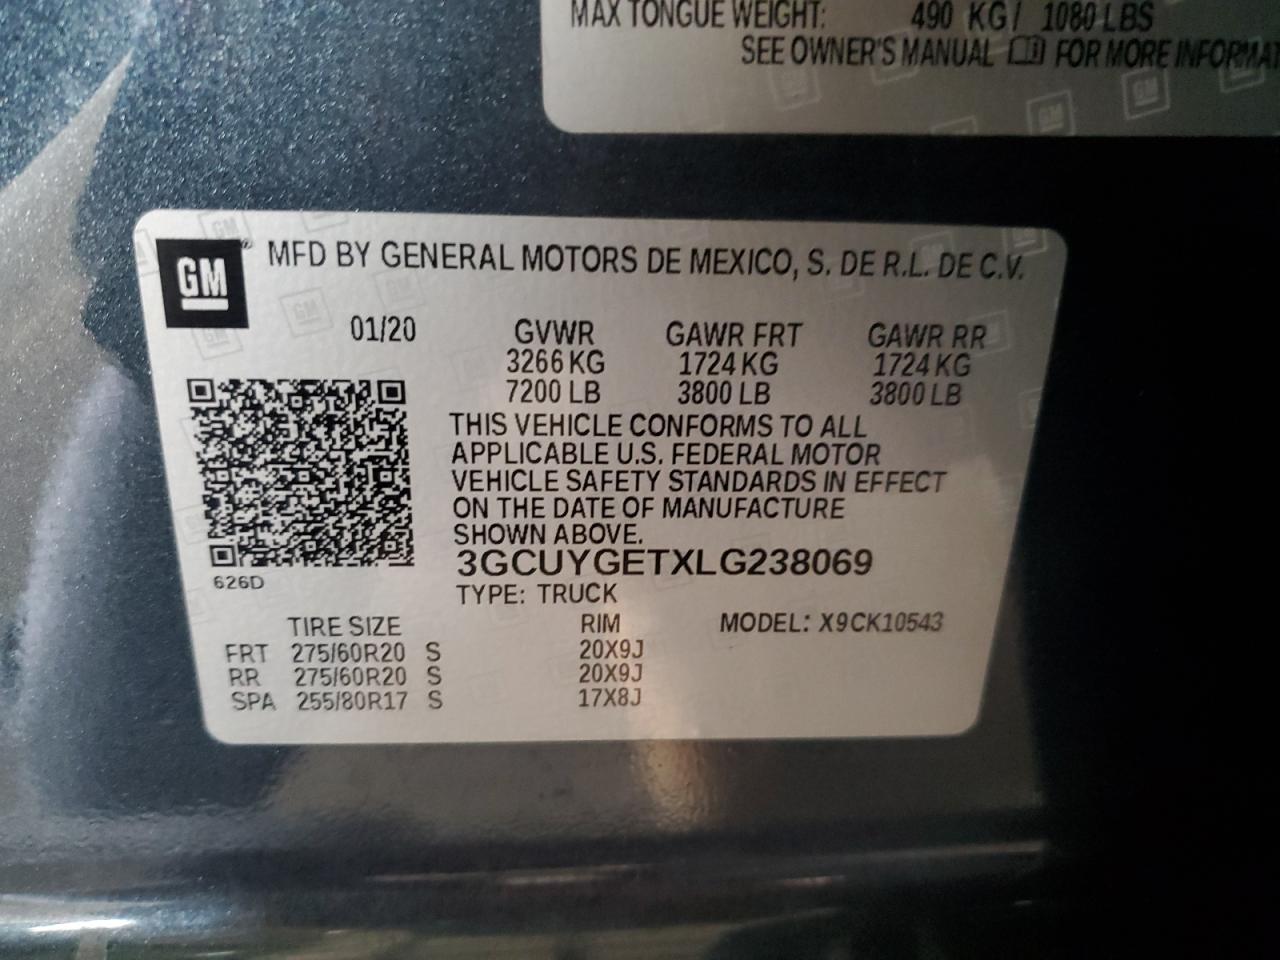 MAX TONGUE WEIGHT: 490 KG / 1080 LBS
SEE OWNER'S MANUAL FOR MORE INFORMAT
GM
MFD BY GENERAL MOTORS DE MEXICO, S. DE R.L. DE C.V.
01/20 GVWR GAWR FRT GAWR RR
3266 KG 1724 KG 1724 KG
7200 LB 3800 LB 3800 LB
THIS VEHICLE CONFORMS TO ALL
APPLICABLE U.S. FEDERAL MOTOR
VEHICLE SAFETY STANDARDS IN EFFECT
ON THE DATE OF MANUFACTURE
SHOWN ABOVE.
3GCUYGETXLG238069
626D
TYPE: TRUCK
TIRE SIZE RIM MODEL: X9CK10543
FRT 275/60R20 S 20X9J
RR 275/60R20 S 20X9J
SPA 255/80R17 S 17X8J